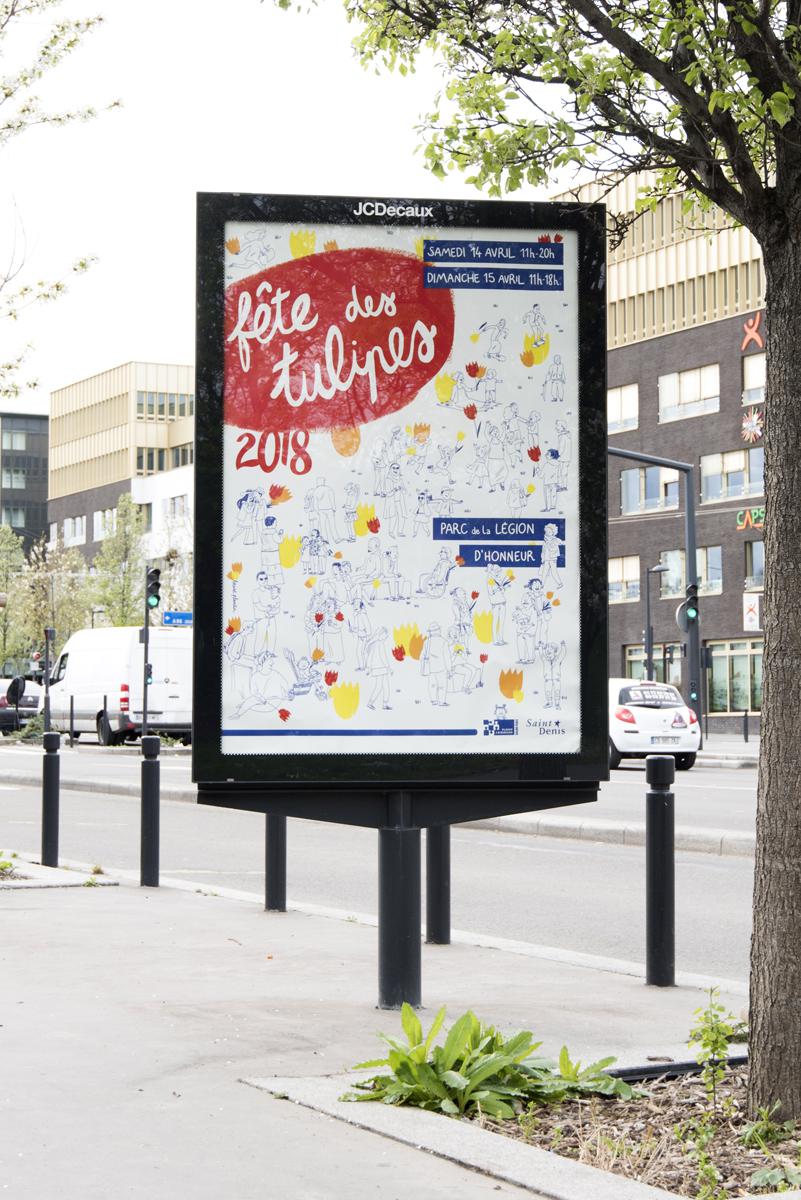 JCDecaux
SAMEDI 14 AVRIL 11h-20h
DIMANCHE 15 AVRIL 11h-18h
fête des
tulipes
2018
PARC de la LÉGION
D'HONNEUR
Saint
Denis
CAPS